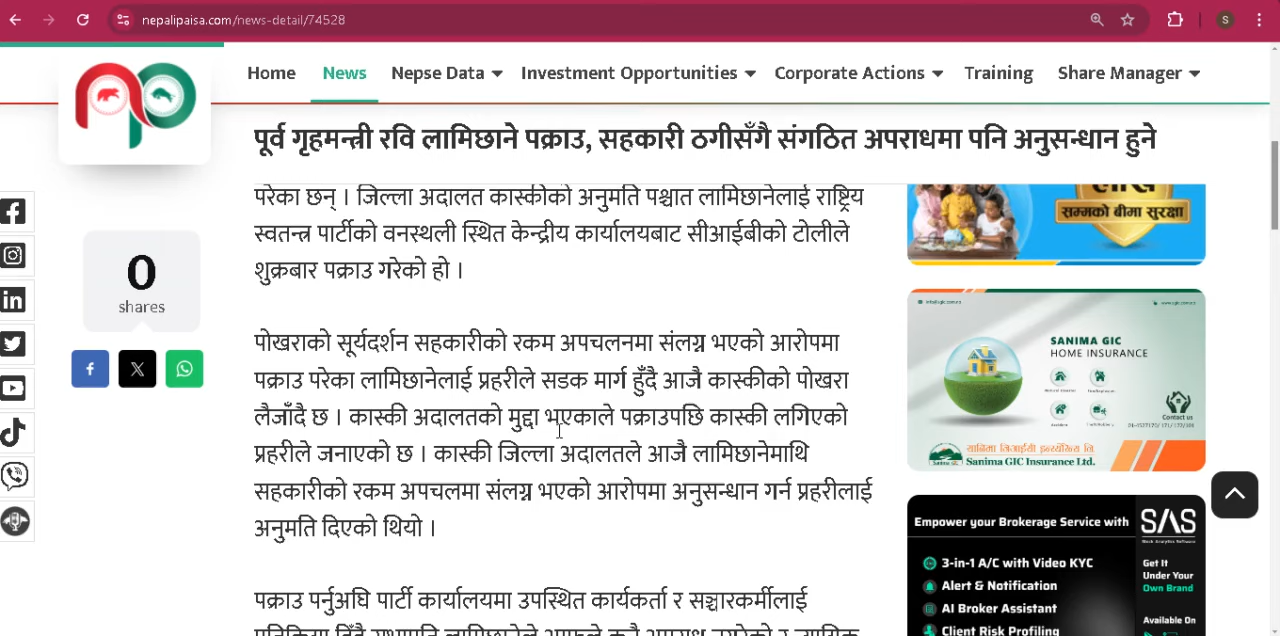 nepalipaisa.com/news-detail/74528
S
Home News Nepse Data Investment Opportunities Corporate Actions Training Share Manager
पूर्व गृहमन्त्री रवि लामिछाने पक्राउ, सहकारी ठगीसँगै संगठित अपराधमा पनि अनुसन्धान हुने
परेका छन् । जिल्ला अदालत कास्कीको अनुमति पश्चात लामिछानेलाई राष्ट्रिय
स्वतन्त्र पार्टीको वनस्थली स्थित केन्द्रीय कार्यालयबाट सीआईबीको टोलीले
शुक्रबार पक्राउ गरेको हो ।
0
shares
पोखराको सूर्यदर्शन सहकारीको रकम अपचलनमा संलग्न भएको आरोपमा
पक्राउ परेका लामिछानेलाई प्रहरीले सडक मार्ग हुँदै आजै कास्कीको पोखरा
लैजाँदै छ । कास्की अदालतको मुद्दा भएकाले पक्राउपछि कास्की लगिएको
प्रहरीले जनाएको छ । कास्की जिल्ला अदालतले आजै लामिछानेमाथि
सहकारीको रकम अपचलमा संलग्न भएको आरोपमा अनुसन्धान गर्न प्रहरीलाई
अनुमति दिएको थियो ।
पक्राउ पर्नुअघि पार्टी कार्यालयमा उपस्थित कार्यकर्ता र सञ्चारकर्मीलाई
सम्मको बीमा सुरक्षा
SANIMA GIC
HOME INSURANCE
Contact us
Sanima GIC Insurance Ltd.
Empower your Brokerage Service with
SAS
3-in-1 A/C with Video KYC
Alert & Notification
AI Broker Assistant
Client Risk Profiling
Get It
Under Your
Own Brand
Available On